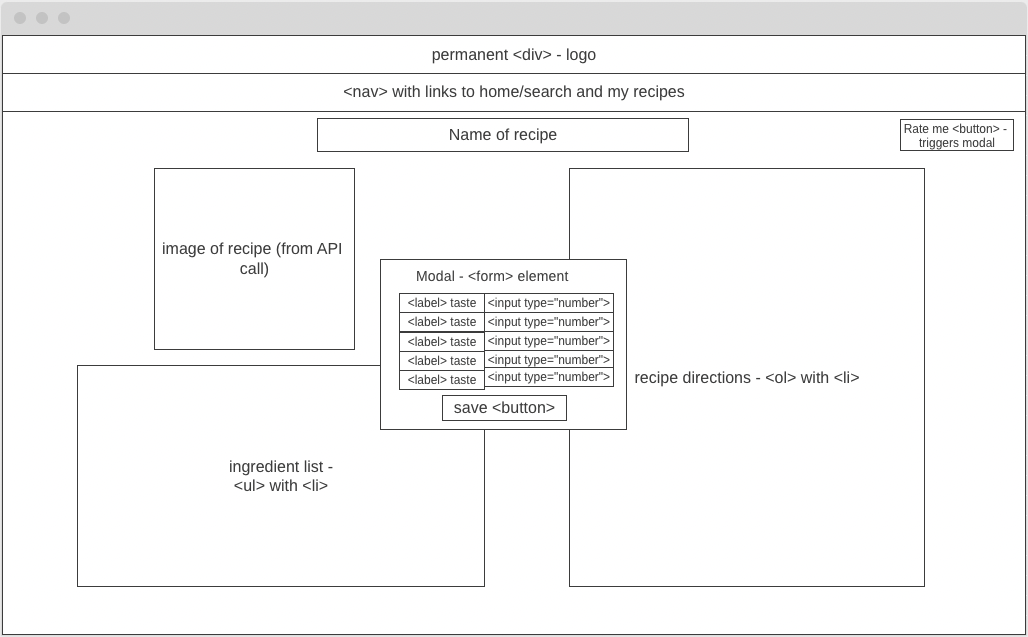 permanent <div> - logo
<nav> with links to home/search and my recipes
Name of recipe
Rate me <button> -
triggers modal
image of recipe (from API
call)
Modal - <form> element
<label> taste <input type="number">
<label> taste <input type="number">
<label> taste <input type="number">
<label> taste <input type="number">
<label> taste <input type="number">
save <button>
recipe directions - <ol> with <li>
ingredient list -
<ul> with <li>